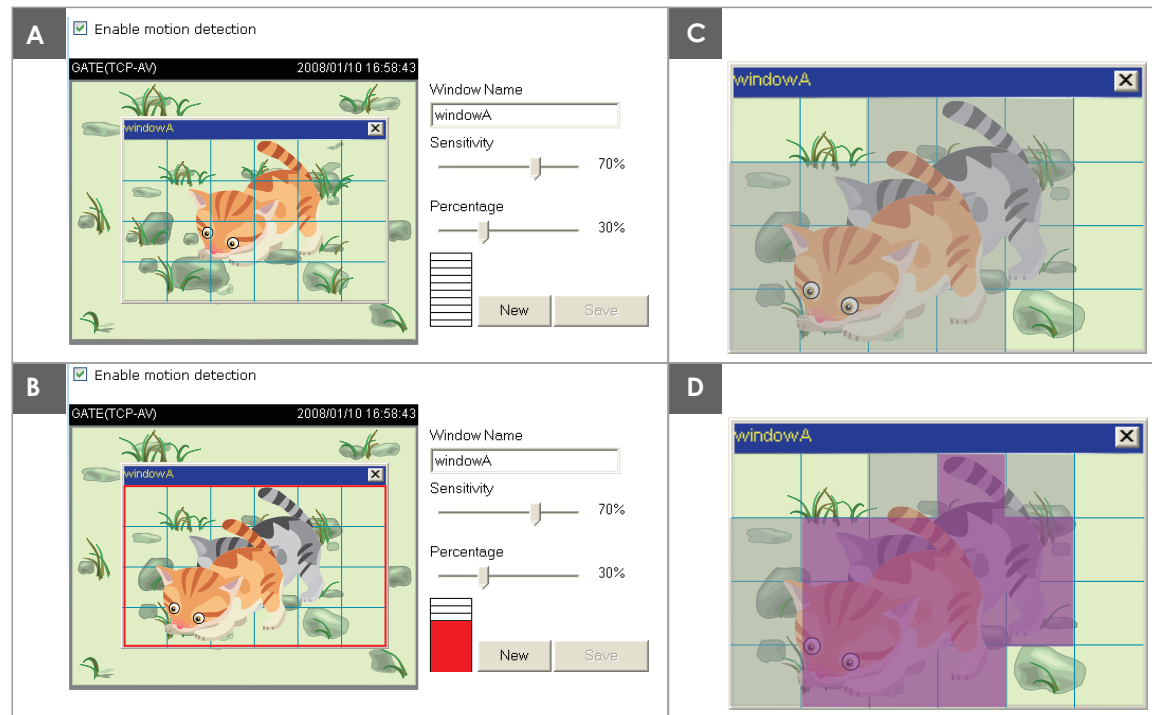 A
Enable motion detection
GATE(TCP-AV) 2008/01/10 16:58:43
windowA
Window Name
windowA
Sensitivity
70%
Percentage
30%
New Save
C
windowA
B
Enable motion detection
GATE(TCP-AV) 2008/01/10 16:58:43
windowA
Window Name
windowA
Sensitivity
70%
Percentage
30%
New Save
D
windowA